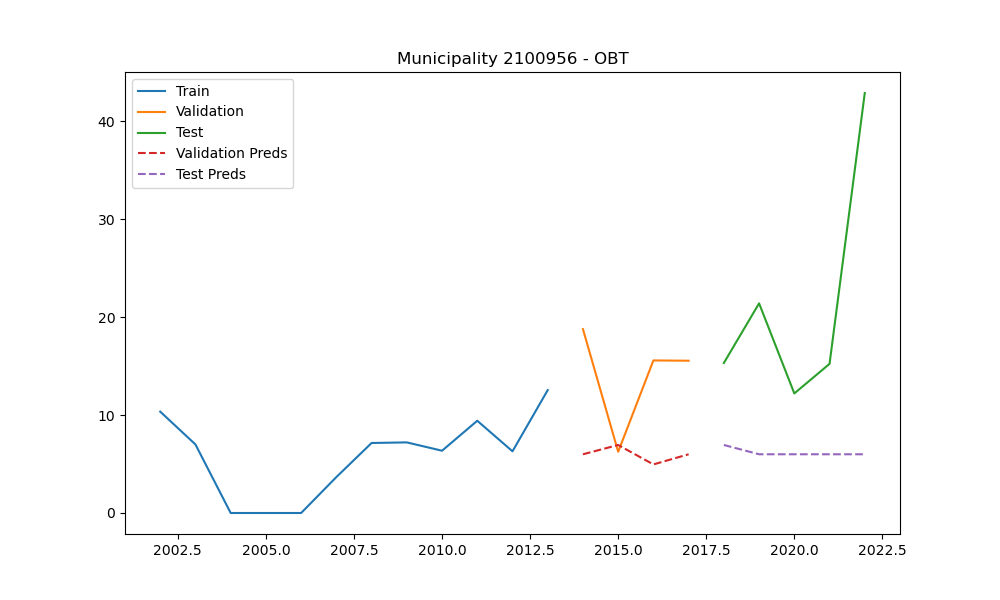 Municipality 2100956 - OBT
Train
Validation
Test
Validation Preds
Test Preds
40
30
20
10
0
2002.5 2005.0 2007.5 2010.0 2012.5 2015.0 2017.5 2020.0 2022.5